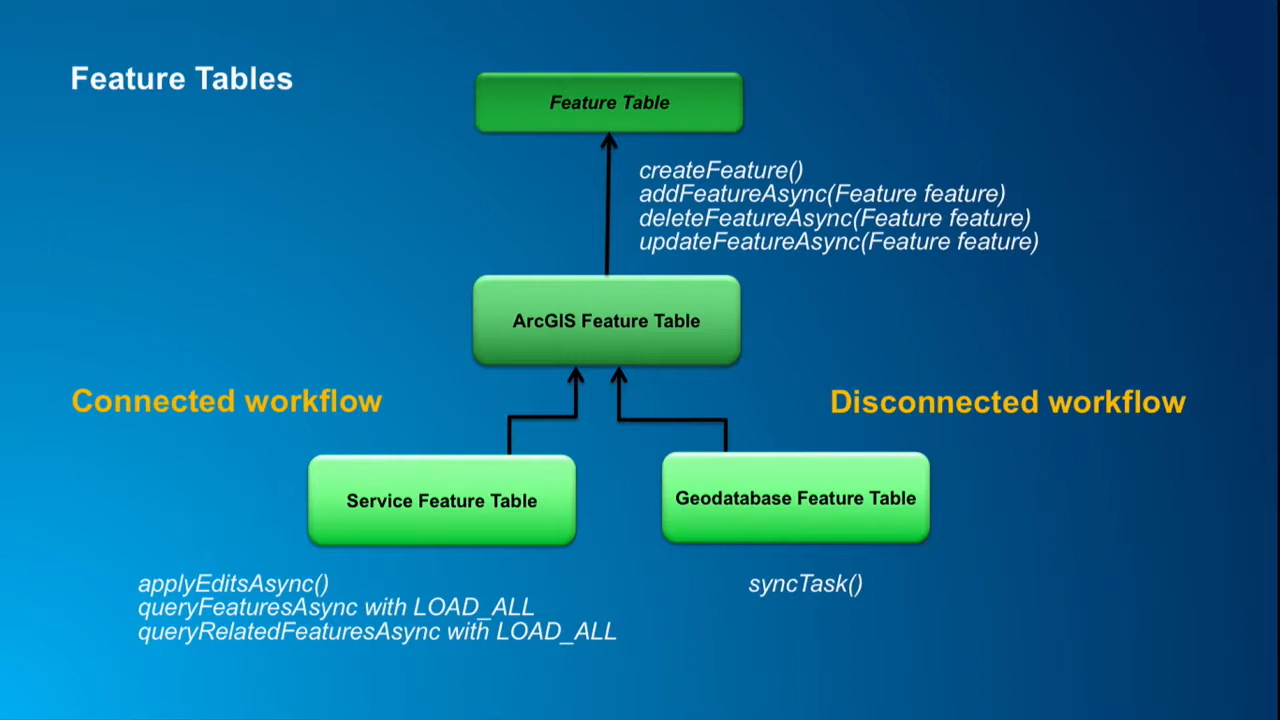 Feature Tables
Feature Table
createFeature()
addFeatureAsync(Feature feature)
deleteFeatureAsync(Feature feature)
updateFeatureAsync(Feature feature)
ArcGIS Feature Table
Connected workflow
Disconnected workflow
Service Feature Table
Geodatabase Feature Table
applyEditsAsync()
queryFeaturesAsync with LOAD_ALL
queryRelatedFeaturesAsync with LOAD_ALL
syncTask()